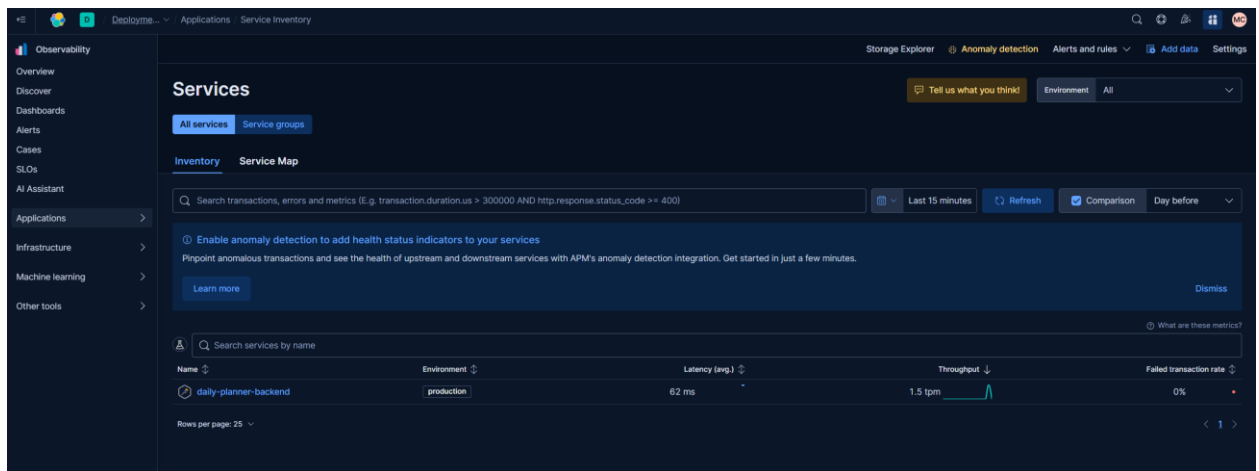 D Deployme... / Applications / Service Inventory MC
Observability
Storage Explorer Anomaly detection Alerts and rules Add data Settings
Overview
Discover
Dashboards
Alerts
Cases
SLOs
AI Assistant
Applications
Infrastructure
Machine learning
Other tools
Services
Tell us what you think!
Environment All
All services Service groups
Inventory Service Map
Search transactions, errors and metrics (E.g. transaction.duration.us > 300000 AND http.response.status_code >= 400)
Last 15 minutes Refresh Comparison Day before
Enable anomaly detection to add health status indicators to your services
Pinpoint anomalous transactions and see the health of upstream and downstream services with APM's anomaly detection integration. Get started in just a few minutes.
Learn more Dismiss
What are these metrics?
Search services by name
Name Environment Latency (avg.) Throughput Failed transaction rate
daily-planner-backend production 62 ms 1.5 tpm 0%
Rows per page: 25 < 1 >